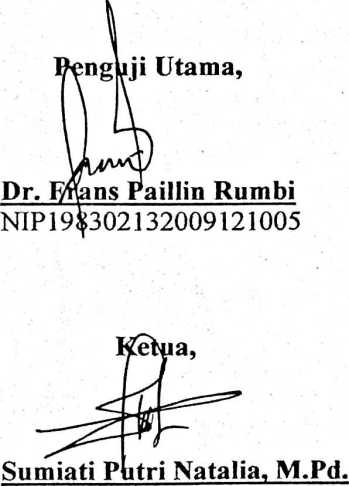 Penguji Utama,
Dr. Frans Paillin Rumbi
NIP198302132009121005
Ketua,
Sumiati Putri Natalia, M.Pd.